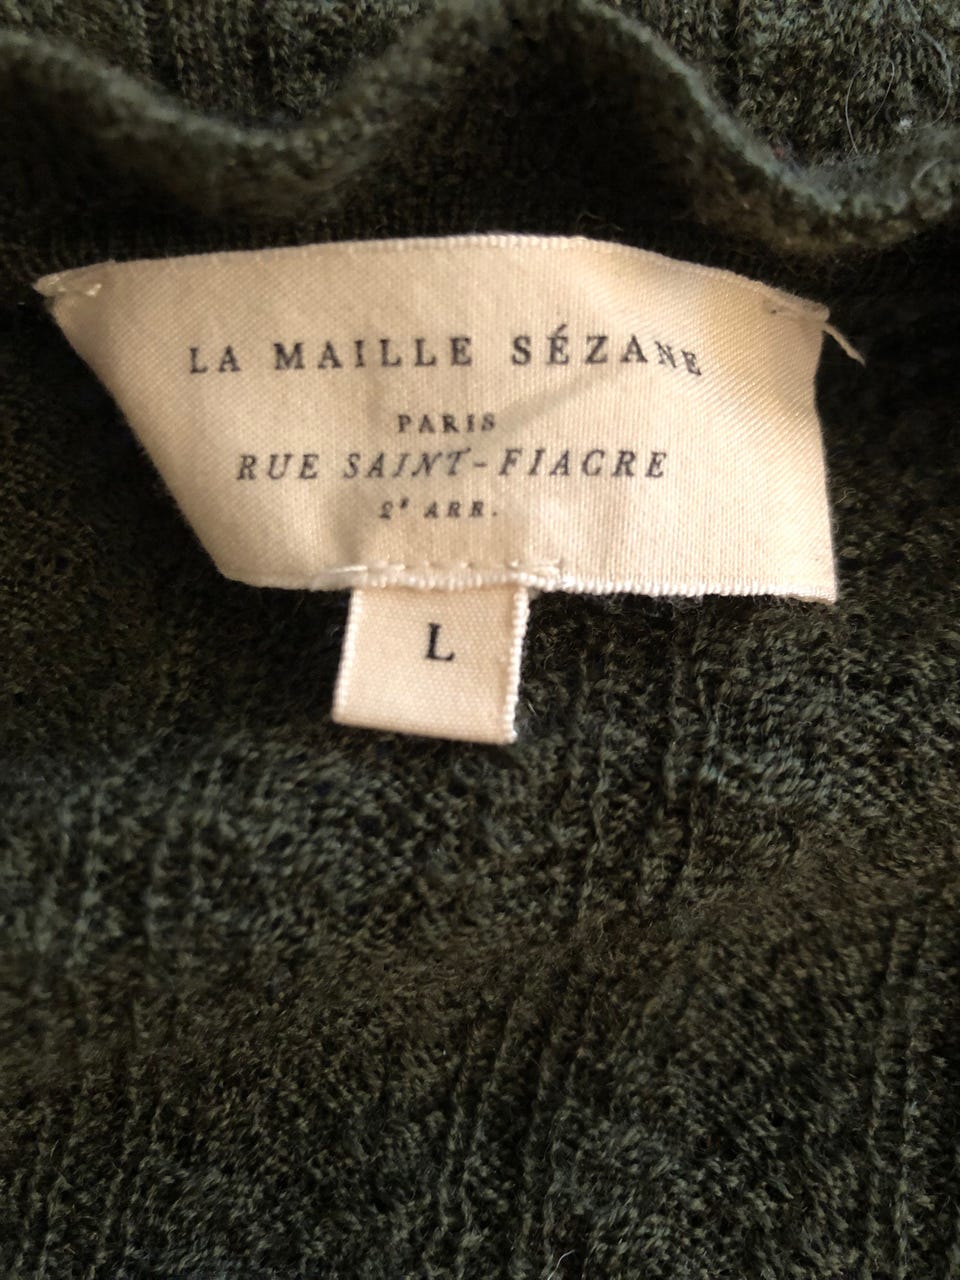 LA MAILLE SÉZANE
PARIS
RUE SAINT-FIACRE
2e ARR.
L